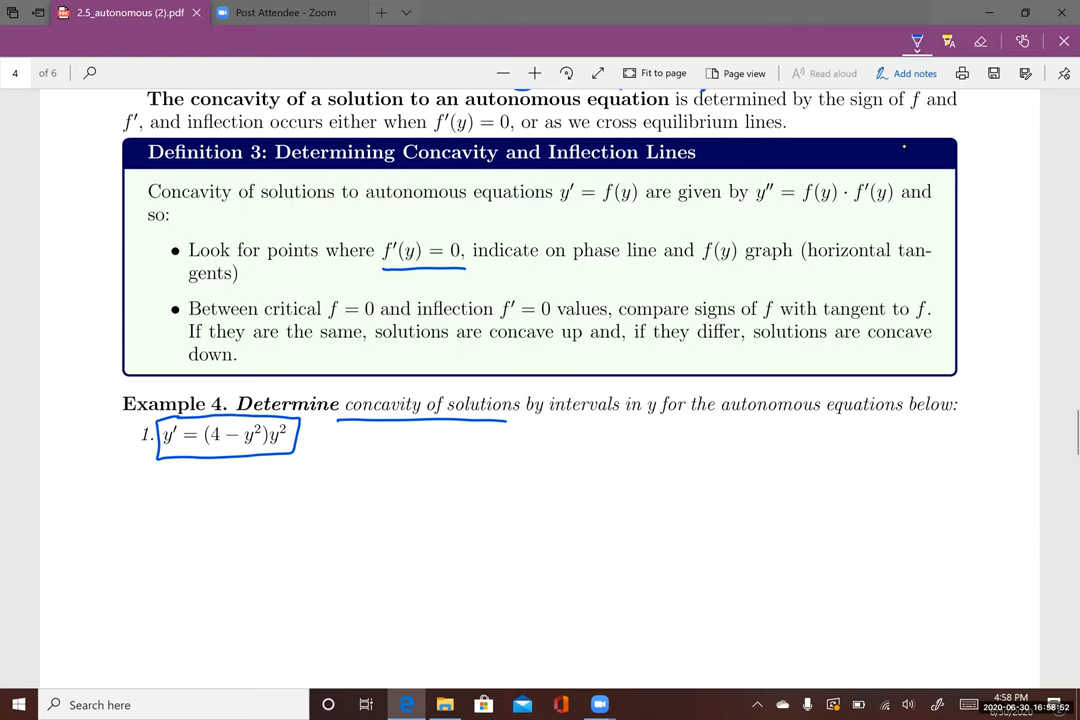 2.5_autonomous (2).pdf
Post Attendee - Zoom
4 of 6
Fit to page
Page view
Read aloud
Add notes
The concavity of a solution to an autonomous equation is determined by the sign of f and
f′, and inflection occurs either when f′(y) = 0, or as we cross equilibrium lines.
Definition 3: Determining Concavity and Inflection Lines
Concavity of solutions to autonomous equations y′ = f(y) are given by y″ = f(y) · f′(y) and
so:
• Look for points where f′(y) = 0, indicate on phase line and f(y) graph (horizontal tan-
gents)
• Between critical f = 0 and inflection f′ = 0 values, compare signs of f with tangent to f.
If they are the same, solutions are concave up and, if they differ, solutions are concave
down.
Example 4. Determine concavity of solutions by intervals in y for the autonomous equations below:
1. y′ = (4 − y²)y²
Search here
4:58 PM
2020-06-30 16:58:52